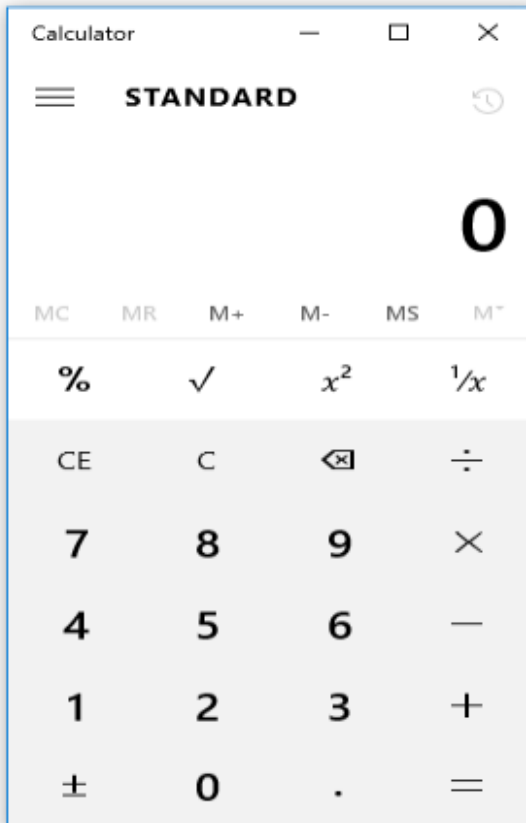 Calculator
STANDARD
0
MC MR M+ M- MS M˅
% √ x² ¹/x
CE C ÷
7 8 9 ×
4 5 6 −
1 2 3 +
± 0 . =